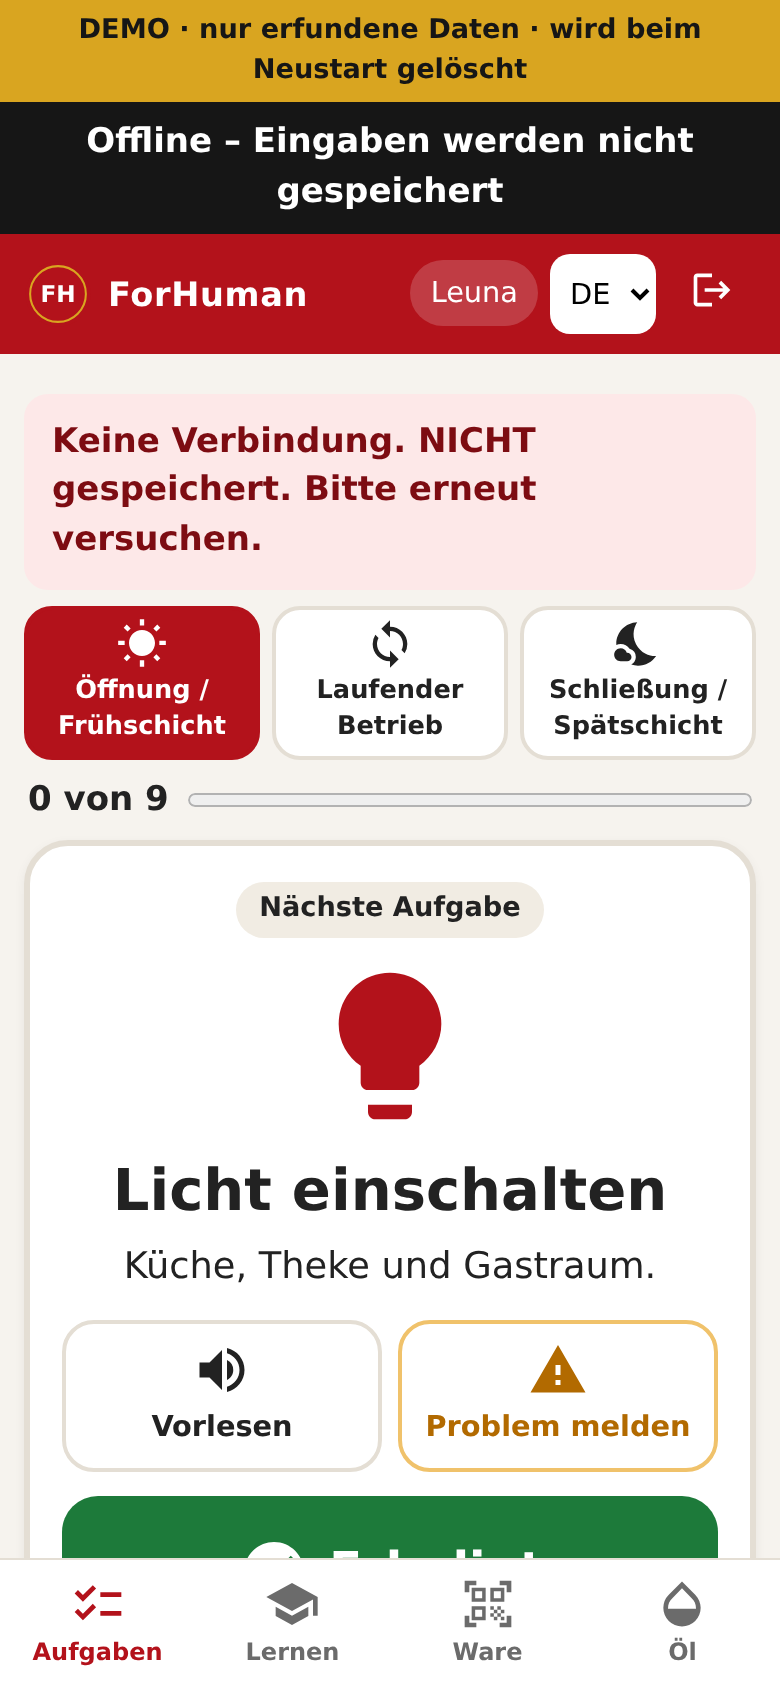 DEMO · nur erfundene Daten · wird beim
Neustart gelöscht
Offline – Eingaben werden nicht
gespeichert
FH ForHuman Leuna DE
Keine Verbindung. NICHT
gespeichert. Bitte erneut
versuchen.
Öffnung /
Frühschicht
Laufender
Betrieb
Schließung /
Spätschicht
0 von 9
Nächste Aufgabe
Licht einschalten
Küche, Theke und Gastraum.
Vorlesen
Problem melden
Aufgaben
Lernen
Ware
Öl